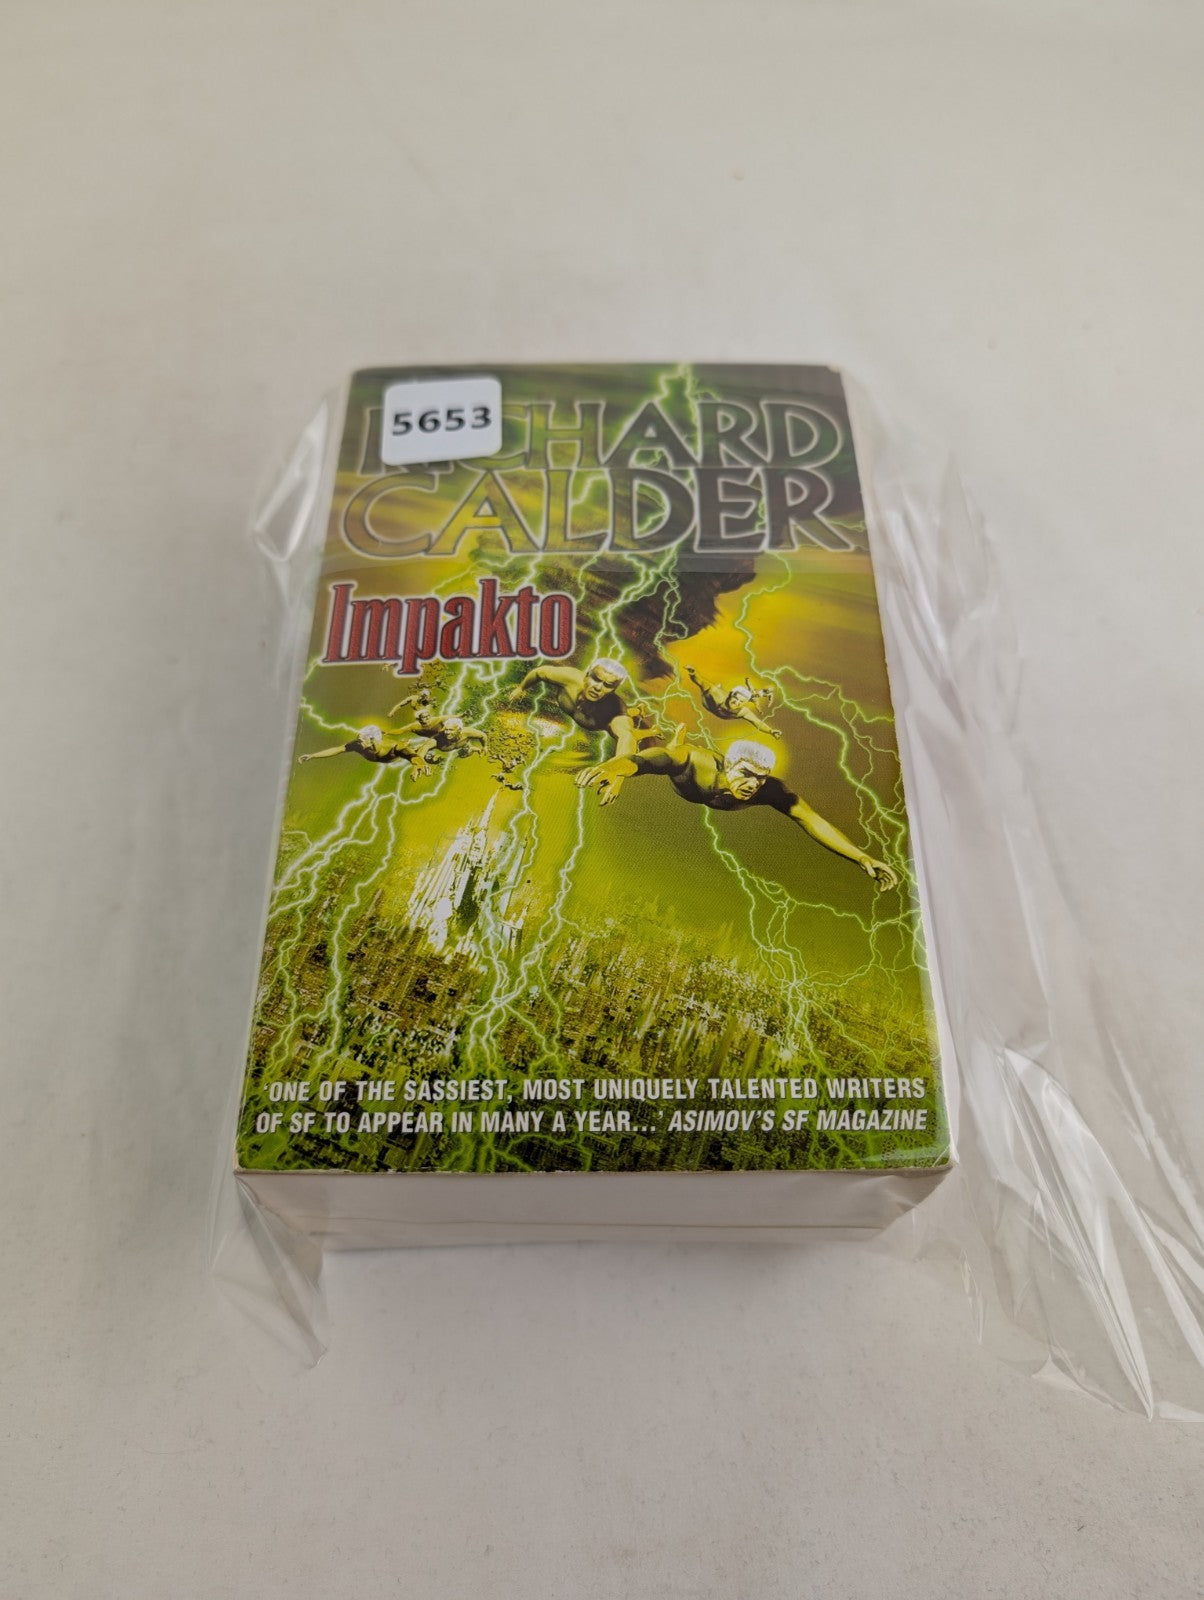 5653
RICHARD
CALDER
Impakto
'ONE OF THE SASSIEST, MOST UNIQUELY TALENTED WRITERS
OF SF TO APPEAR IN MANY A YEAR...' ASIMOV'S SF MAGAZINE